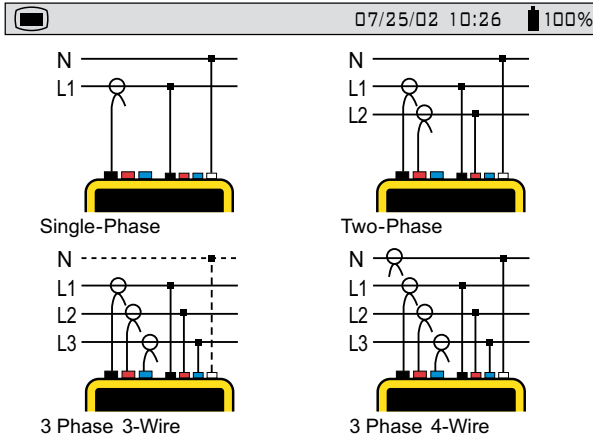 07/25/02 10:26 100%
N
L1
Single-Phase
N
L1
L2
Two-Phase
N
L1
L2
L3
3 Phase 3-Wire
N
L1
L2
L3
3 Phase 4-Wire